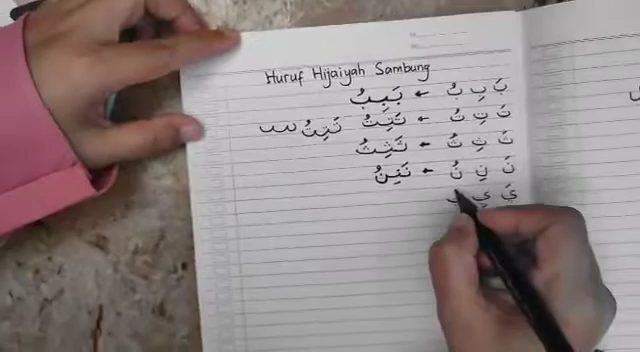 Huruf Hijaiyah Sambung
بَ بِ بُ ← بَبِبُ
تَ تِ تُ ← تَتِتُ تَتِتُ
ثَ ثِ ثُ ← ثَثِثُ
نَ نِ نُ ← نَنِنُ
يَ يِ